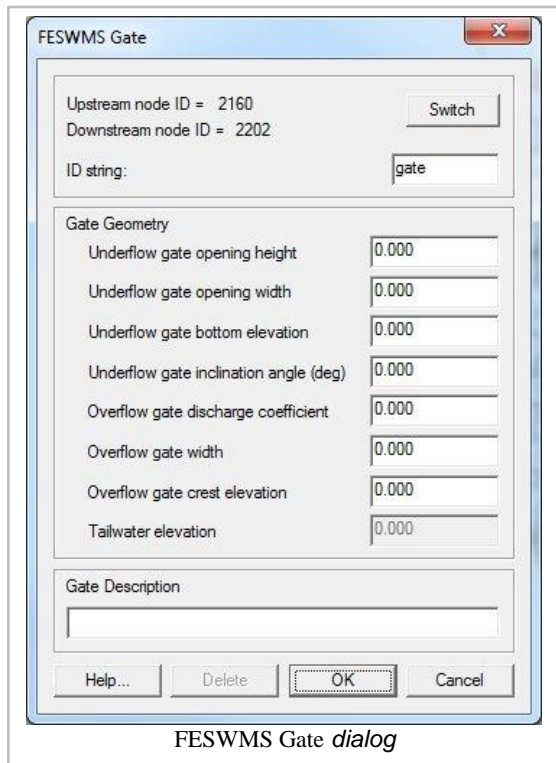 FESWMS Gate
Upstream node ID = 2160
Switch
Downstream node ID = 2202
ID string:
gate
Gate Geometry
Underflow gate opening height 0.000
Underflow gate opening width 0.000
Underflow gate bottom elevation 0.000
Underflow gate inclination angle (deg) 0.000
Overflow gate discharge coefficient 0.000
Overflow gate width 0.000
Overflow gate crest elevation 0.000
Tailwater elevation 0.000
Gate Description
Help... Delete OK Cancel
FESWMS Gate dialog